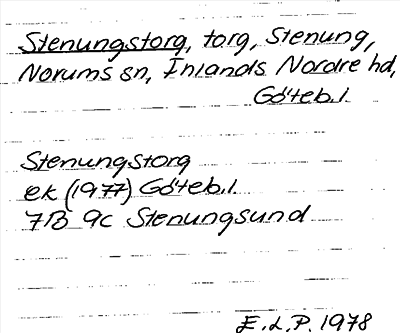 Stenungstorg, torg, Stenung,
Norums sn, Inlands Nordre hd,
Göteb.l.
Stenungstorg
ek (1977) Göteb.l.
7B 9c Stenungsund
E.L.P. 1978